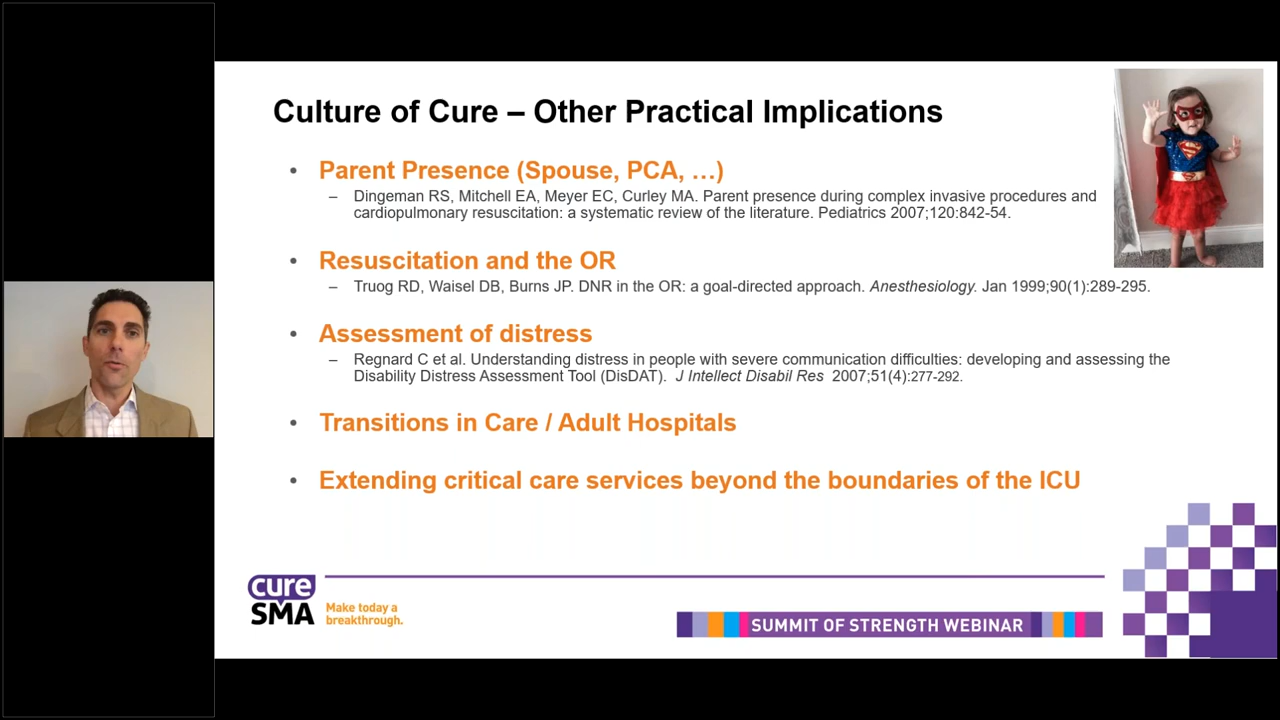 Culture of Cure – Other Practical Implications
• Parent Presence (Spouse, PCA, …)
– Dingeman RS, Mitchell EA, Meyer EC, Curley MA. Parent presence during complex invasive procedures and
cardiopulmonary resuscitation: a systematic review of the literature. Pediatrics 2007;120:842-54.
• Resuscitation and the OR
– Truog RD, Waisel DB, Burns JP. DNR in the OR: a goal-directed approach. Anesthesiology. Jan 1999;90(1):289-295.
• Assessment of distress
– Regnard C et al. Understanding distress in people with severe communication difficulties: developing and assessing the
Disability Distress Assessment Tool (DisDAT). J Intellect Disabil Res 2007;51(4):277-292.
• Transitions in Care / Adult Hospitals
• Extending critical care services beyond the boundaries of the ICU
cure
SMA
Make today a
breakthrough.
SUMMIT OF STRENGTH WEBINAR